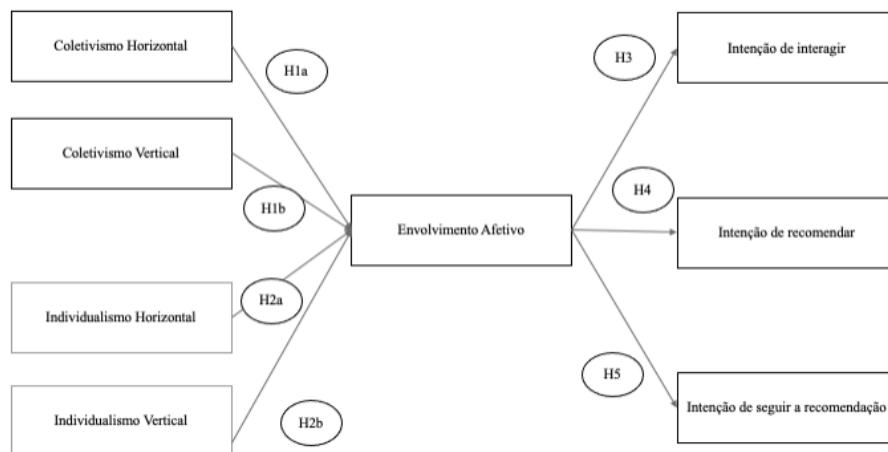 Coletivismo Horizontal
H1a
Coletivismo Vertical
H1b
Individualismo Horizontal
H2a
Individualismo Vertical
H2b
Envolvimento Afetivo
H3
Intenção de interagir
H4
Intenção de recomendar
H5
Intenção de seguir a recomendação